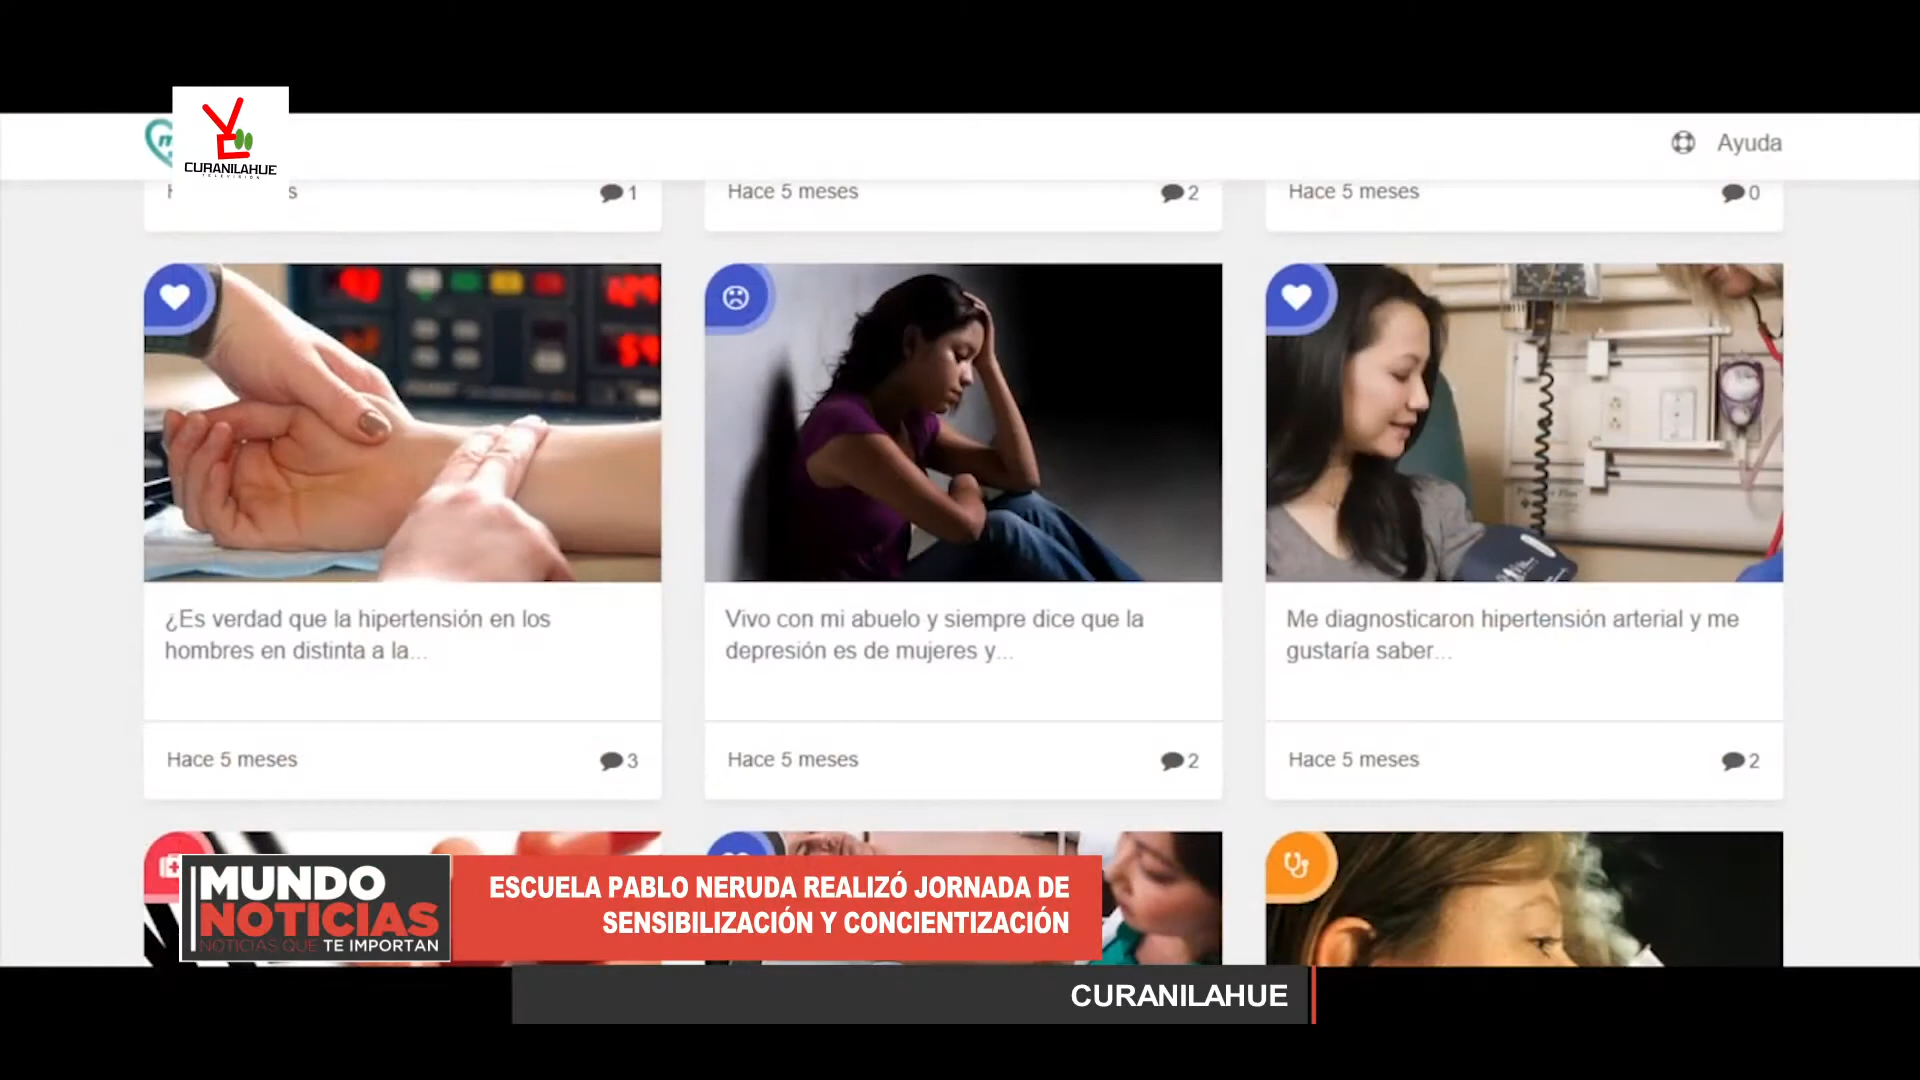 CURANILAHUE
TELEVISIÓN
Ayuda
Hace 5 meses
2
Hace 5 meses
0
1
¿Es verdad que la hipertensión en los
hombres en distinta a la...
Hace 5 meses
3
Vivo con mi abuelo y siempre dice que la
depresión es de mujeres y...
Hace 5 meses
2
Me diagnosticaron hipertensión arterial y me
gustaría saber...
Hace 5 meses
2
MUNDO
NOTICIAS
NOTICIAS QUE TE IMPORTAN
ESCUELA PABLO NERUDA REALIZÓ JORNADA DE
SENSIBILIZACIÓN Y CONCIENTIZACIÓN
CURANILAHUE